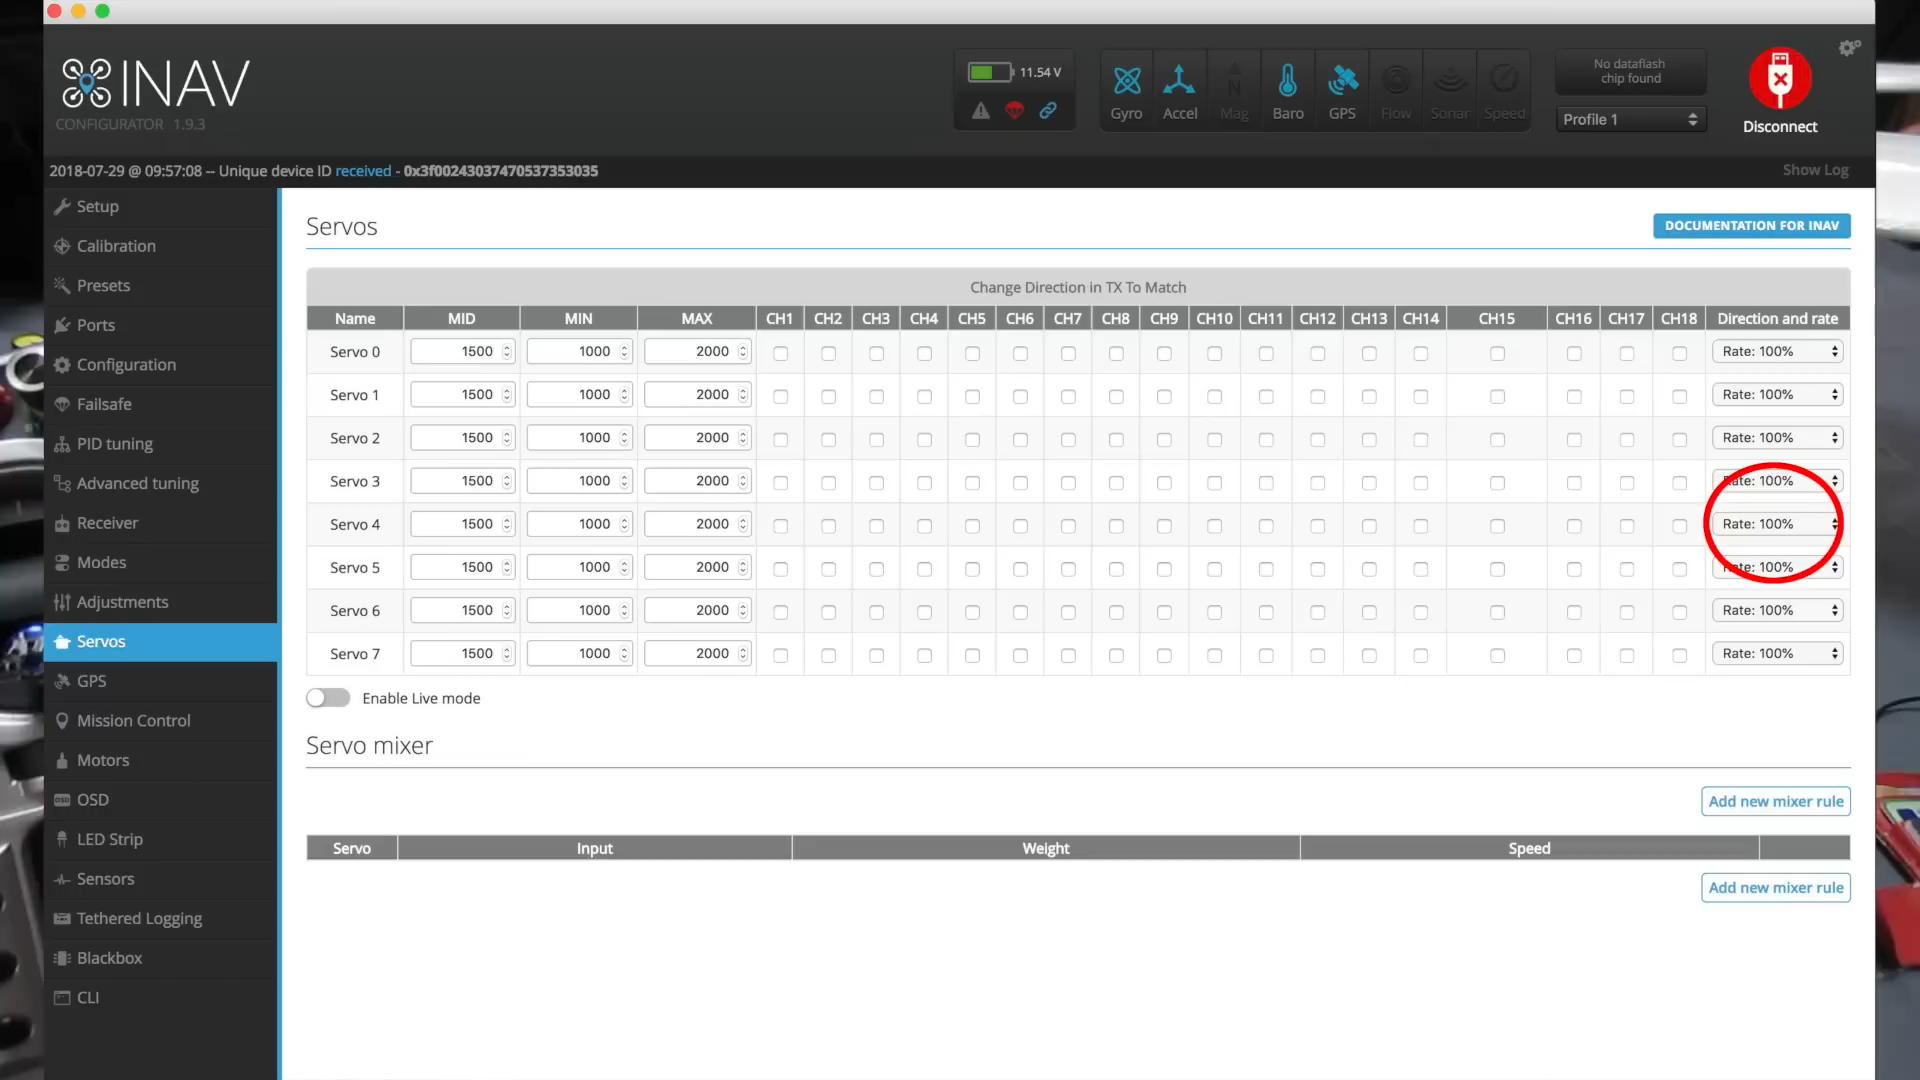 INAV
CONFIGURATOR 1.9.3
11.54 V
Gyro Accel Mag Baro GPS Flow Sonar Speed
No dataflash
chip found
Profile 1
Disconnect
2018-07-29 @ 09:57:08 -- Unique device ID received - 0x3f00243037470537353035
Show Log
Setup
Calibration
Presets
Ports
Configuration
Failsafe
PID tuning
Advanced tuning
Receiver
Modes
Adjustments
Servos
GPS
Mission Control
Motors
OSD
LED Strip
Sensors
Tethered Logging
Blackbox
CLI
Servos
DOCUMENTATION FOR INAV
Change Direction in TX To Match
Name MID MIN MAX CH1 CH2 CH3 CH4 CH5 CH6 CH7 CH8 CH9 CH10 CH11 CH12 CH13 CH14 CH15 CH16 CH17 CH18 Direction and rate
Servo 0 1500 1000 2000 Rate: 100%
Servo 1 1500 1000 2000 Rate: 100%
Servo 2 1500 1000 2000 Rate: 100%
Servo 3 1500 1000 2000 Rate: 100%
Servo 4 1500 1000 2000 Rate: 100%
Servo 5 1500 1000 2000 Rate: 100%
Servo 6 1500 1000 2000 Rate: 100%
Servo 7 1500 1000 2000 Rate: 100%
Enable Live mode
Servo mixer
Add new mixer rule
Servo Input Weight Speed
Add new mixer rule